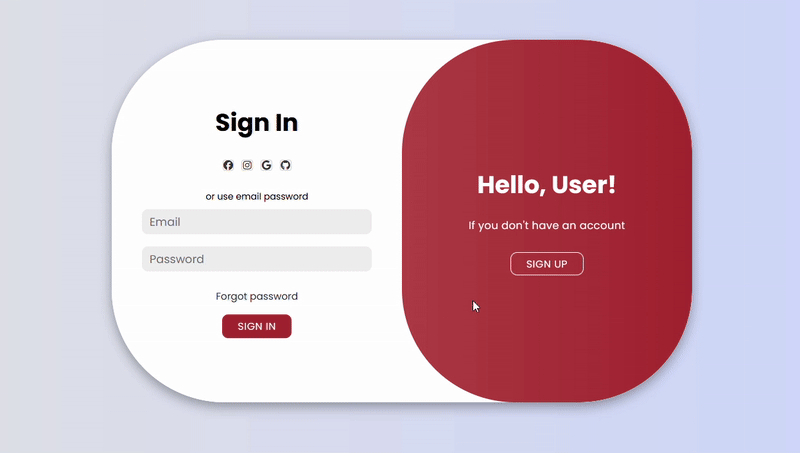 Sign In
or use email password
Email
Password
Forgot password
SIGN IN
Hello, User!
If you don't have an account
SIGN UP